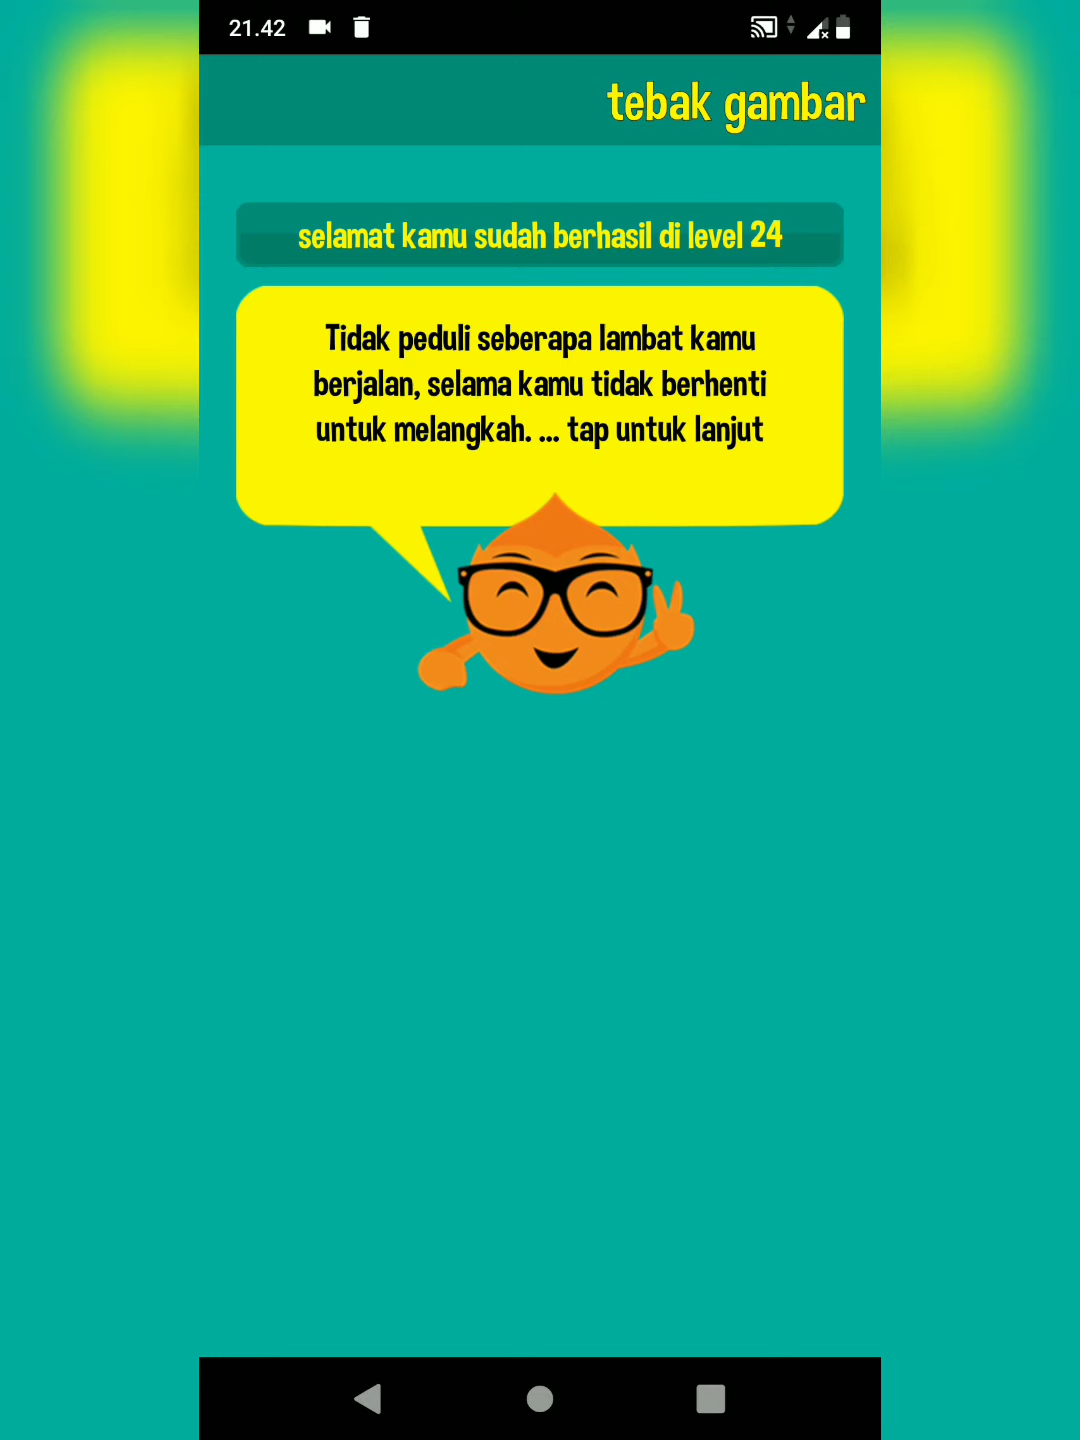 21.42
tebak gambar
selamat kamu sudah berhasil di level 24
Tidak peduli seberapa lambat kamu
berjalan, selama kamu tidak berhenti
untuk melangkah. ... tap untuk lanjut